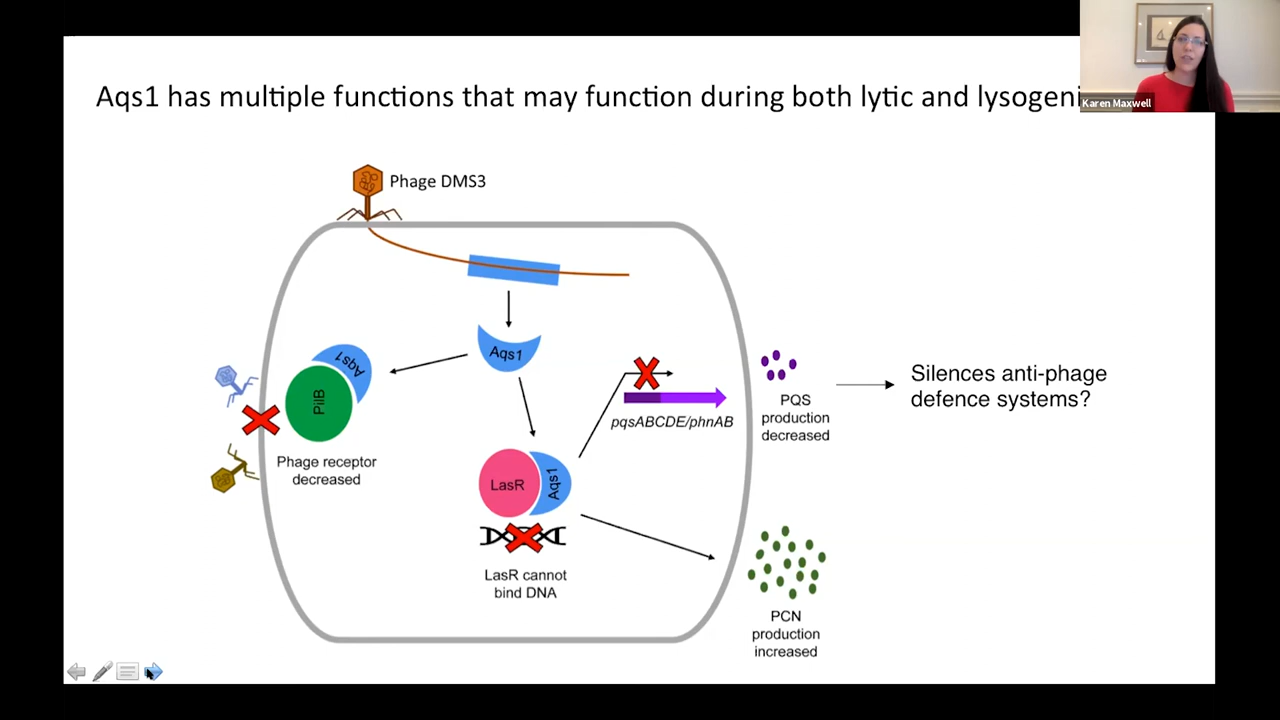 Aqs1 has multiple functions that may function during both lytic and lysogeni
Karen Maxwell
Phage DMS3
Aqs1
Aqs1
PilB
Phage receptor
decreased
LasR
Aqs1
LasR cannot
bind DNA
pqsABCDE/phnAB
PQS
production
decreased
Silences anti-phage
defence systems?
PCN
production
increased